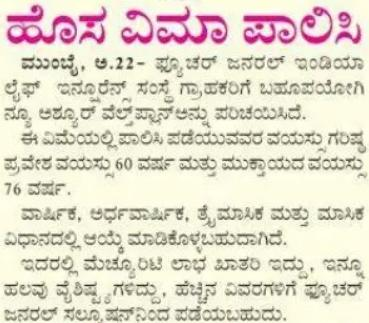 ಹೊಸ ವಿಮಾ ಪಾಲಿಸಿ
ಮುಂಬೈ, ಅ.22- ಫ್ಯೂಚರ್ ಜನರಲ್ ಇಂಡಿಯಾ
ಲೈಫ್ ಇನ್ಷೂರೆನ್ಸ್ ಸಂಸ್ಥೆ ಗ್ರಾಹಕರಿಗೆ ಬಹೂಪಯೋಗಿ
ನ್ಯೂ ಅಶ್ಯೂರ್ ವೆಲ್ತ್‌ಪ್ಲಾನ್‌ಅನ್ನು ಪರಿಚಯಿಸಿದೆ.
ಈ ವಿಮೆಯಲ್ಲಿ ಪಾಲಿಸಿ ಪಡೆಯುವವರ ವಯಸ್ಸು ಗರಿಷ್ಠ
ಪ್ರವೇಶ ವಯಸ್ಸು 60 ವರ್ಷ ಮತ್ತು ಮುಕ್ತಾಯದ ವಯಸ್ಸು
76 ವರ್ಷ.
ವಾರ್ಷಿಕ, ಅರ್ಧವಾರ್ಷಿಕ, ತ್ರೈಮಾಸಿಕ ಮತ್ತು ಮಾಸಿಕ
ವಿಧಾನದಲ್ಲಿ ಆಯ್ಕೆ ಮಾಡಿಕೊಳ್ಳಬಹುದಾಗಿದೆ.
ಇದರಲ್ಲಿ ಮೆಚ್ಯೂರಿಟಿ ಲಾಭ ಖಾತರಿ ಇದ್ದು, ಇನ್ನೂ
ಹಲವು ವೈಶಿಷ್ಟ್ಯಗಳಿದ್ದು, ಹೆಚ್ಚಿನ ವಿವರಗಳಿಗೆ ಫ್ಯೂಚರ್
ಜನರಲ್ ಸಲ್ಯೂಷನ್‌ನಿಂದ ಪಡೆಯಬಹುದು.